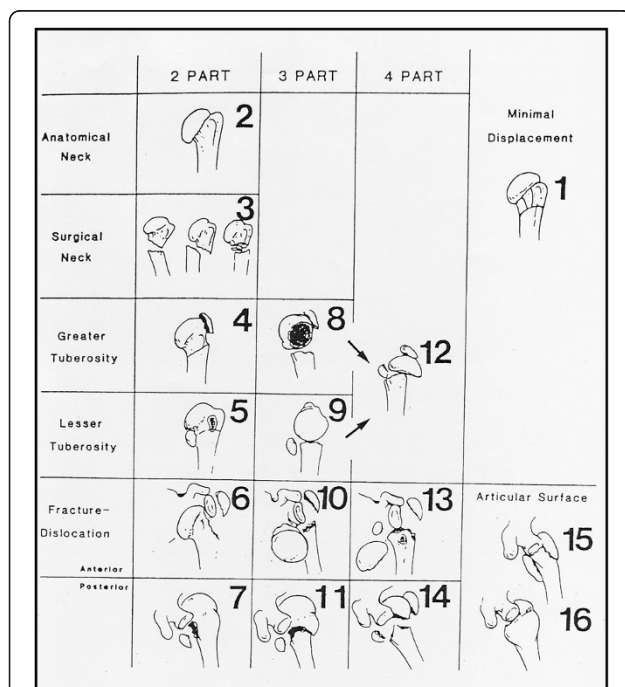 2 PART 3 PART 4 PART
Anatomical
Neck
2
Minimal
Displacement
1
Surgical
Neck
3
Greater
Tuberosity
4
8
12
Lesser
Tuberosity
5
9
Fracture-
Dislocation
Anterior
6
10
13
Articular Surface
15
Posterior
7
11
14
16